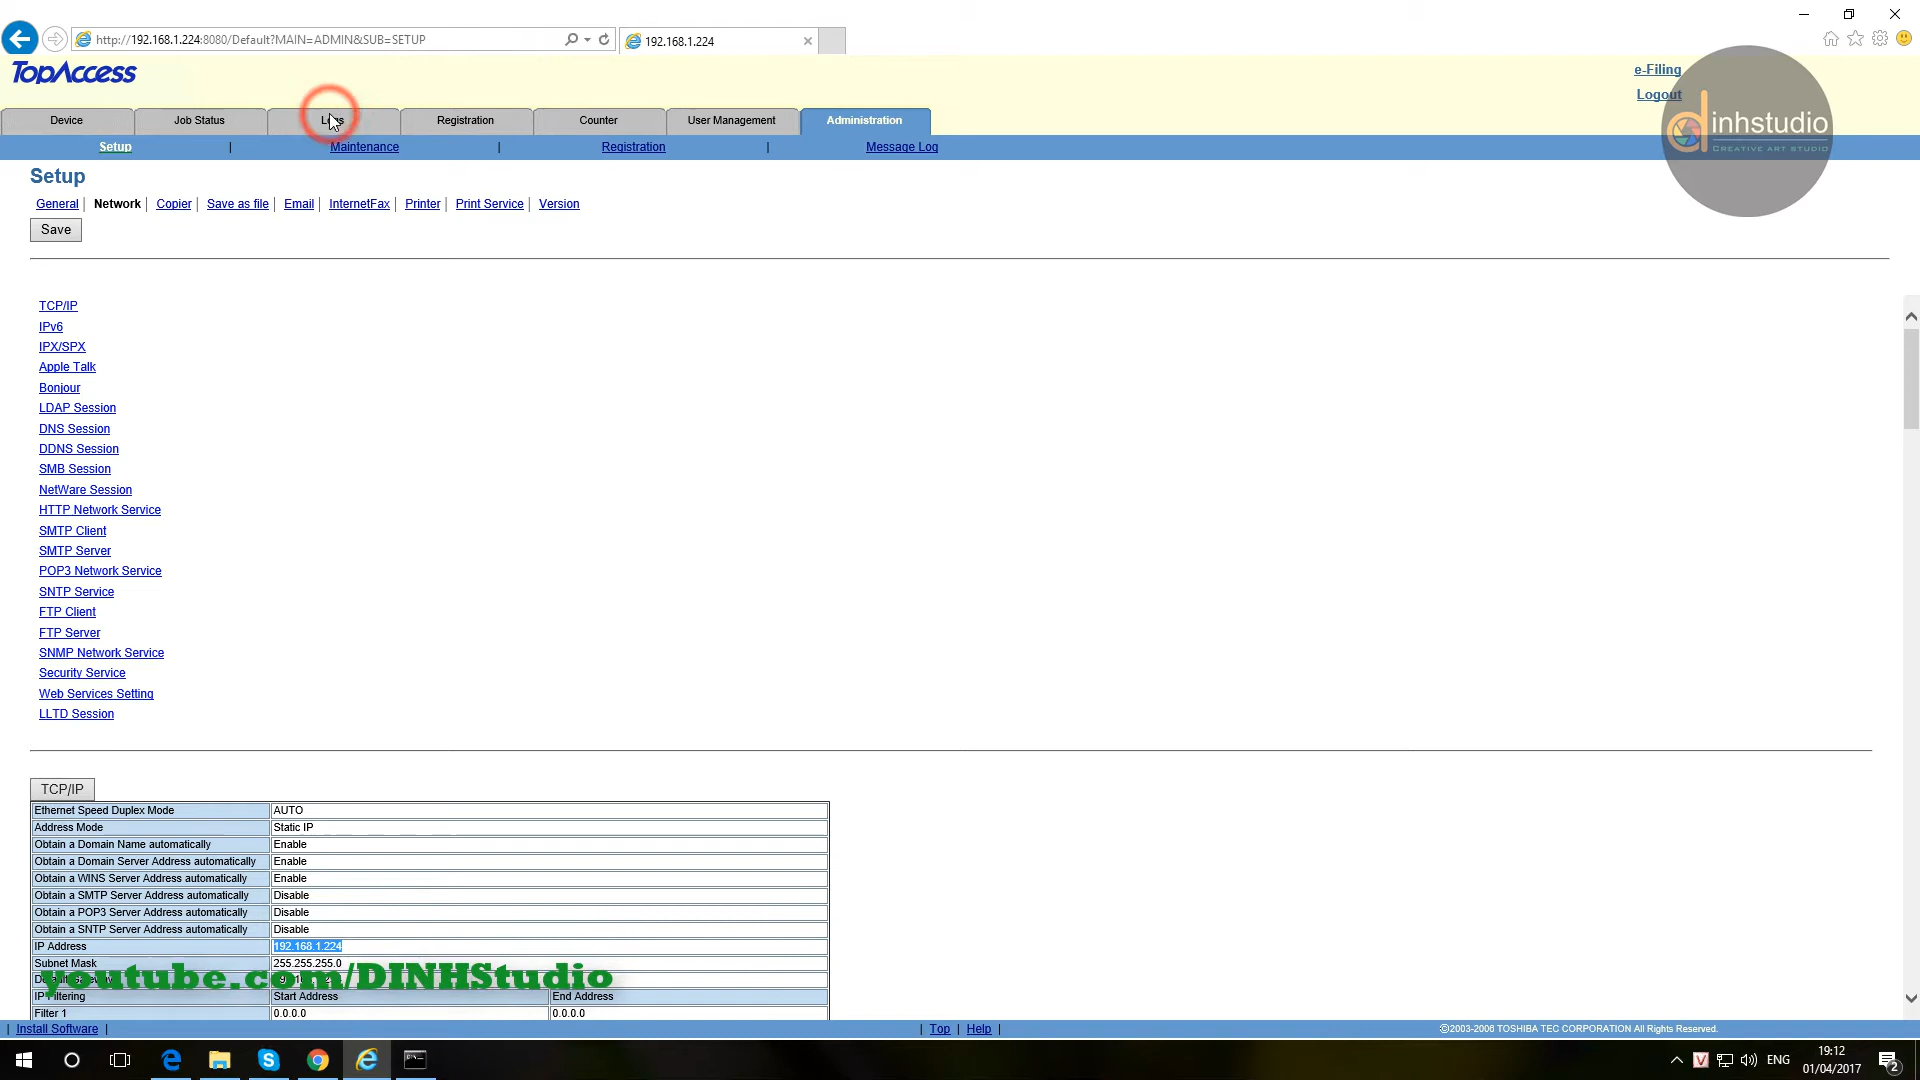 http://192.168.1.224:8080/Default?MAIN=ADMIN&SUB=SETUP
192.168.1.224
TopAccess
e-Filing
Logout
Device
Job Status
Registration
Counter
User Management
Administration
Setup | Maintenance | Registration | Message Log
dinhstudio
CREATIVE ART STUDIO
Setup
General | Network | Copier | Save as file | Email | InternetFax | Printer | Print Service | Version
Save
TCP/IP
IPv6
IPX/SPX
Apple Talk
Bonjour
LDAP Session
DNS Session
DDNS Session
SMB Session
NetWare Session
HTTP Network Service
SMTP Client
SMTP Server
POP3 Network Service
SNTP Service
FTP Client
FTP Server
SNMP Network Service
Security Service
Web Services Setting
LLTD Session
TCP/IP
Ethernet Speed Duplex Mode AUTO
Address Mode Static IP
Obtain a Domain Name automatically Enable
Obtain a Domain Server Address automatically Enable
Obtain a WINS Server Address automatically Enable
Obtain a SMTP Server Address automatically Disable
Obtain a POP3 Server Address automatically Disable
Obtain a SNTP Server Address automatically Disable
IP Address 192.168.1.224
Subnet Mask 255.255.255.0
youtube.com/DINHStudio
IP Filtering Start Address End Address
Filter 1 0.0.0.0 0.0.0.0
| Install Software |
| Top | Help |
©2003-2006 TOSHIBA TEC CORPORATION All Rights Reserved.
ENG
19:12
01/04/2017
2